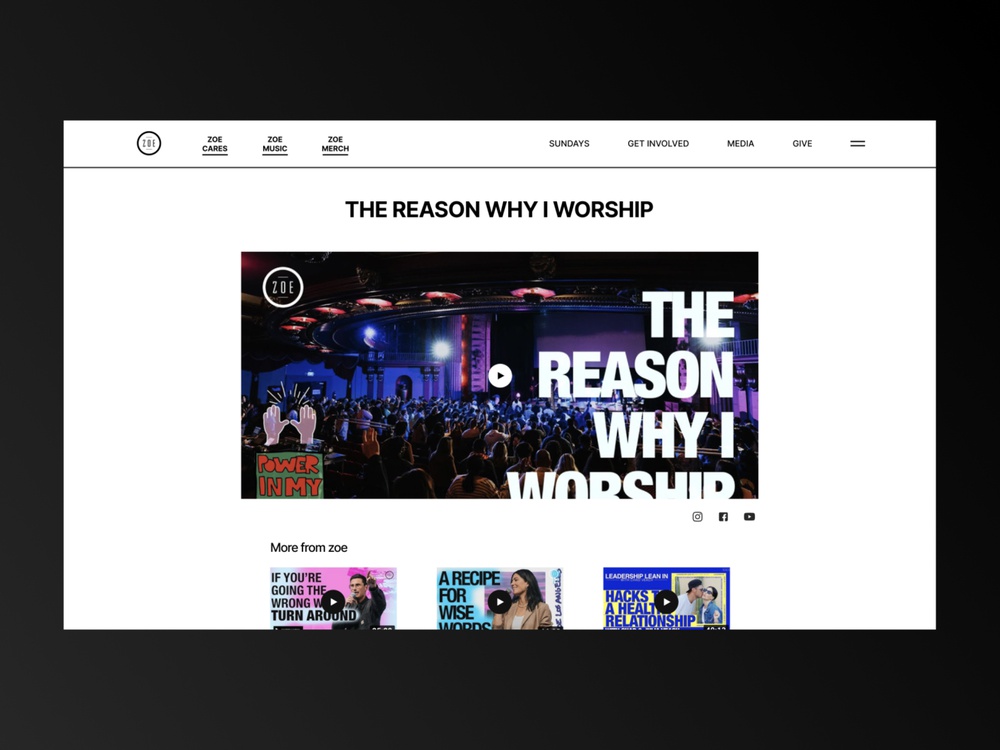 ZOE
ZOE
CARES
ZOE
MUSIC
ZOE
MERCH
SUNDAYS
GET INVOLVED
MEDIA
GIVE
THE REASON WHY I WORSHIP
ZOE
THE
REASON
WHY I
WORSHIP
POWER
IN MY
More from zoe
IF YOU'RE
GOING THE
WRONG
TURN AROUND
A RECIPE
FOR
WISE
WORDS
LEADERSHIP LEAN IN
HACKS
A HEALTHY
RELATIONSHIP